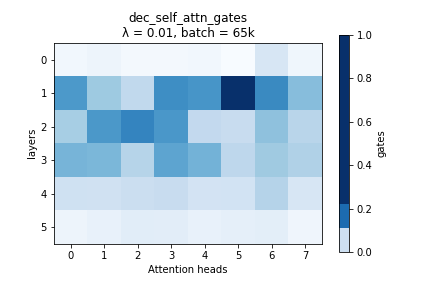 dec_self_attn_gates
λ = 0.01, batch = 65k
layers
0
1
2
3
4
5
0 1 2 3 4 5 6 7
Attention heads
1.0
0.8
0.6
0.4
0.2
0.0
gates